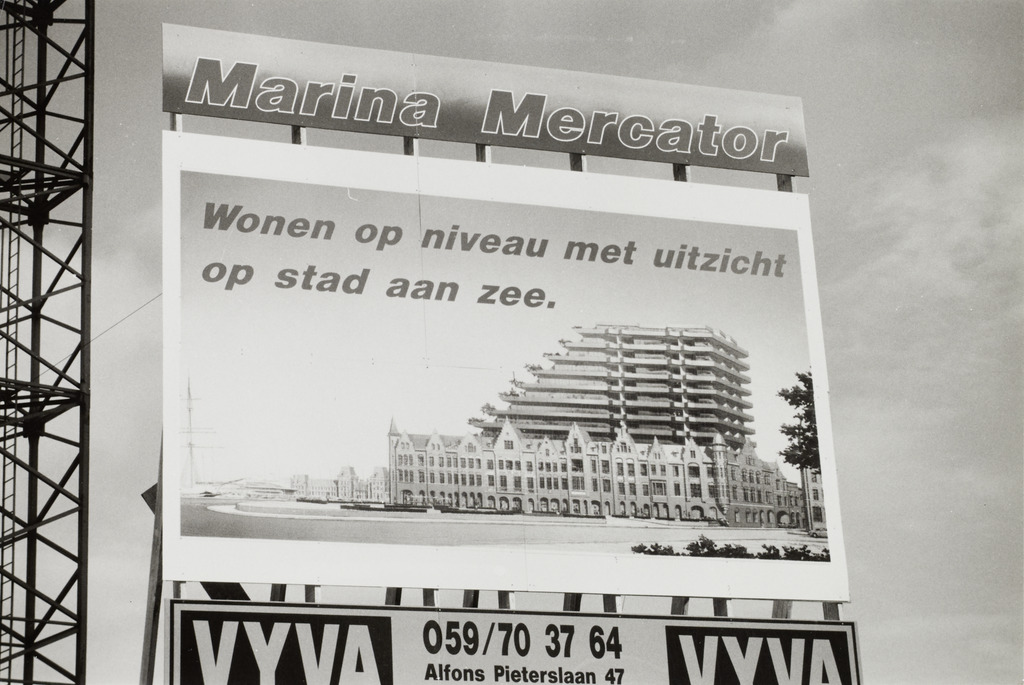 Marina Mercator
Wonen op niveau met uitzicht
op stad aan zee.
VYVA 059/70 37 64 VYVA
Alfons Pieterslaan 47